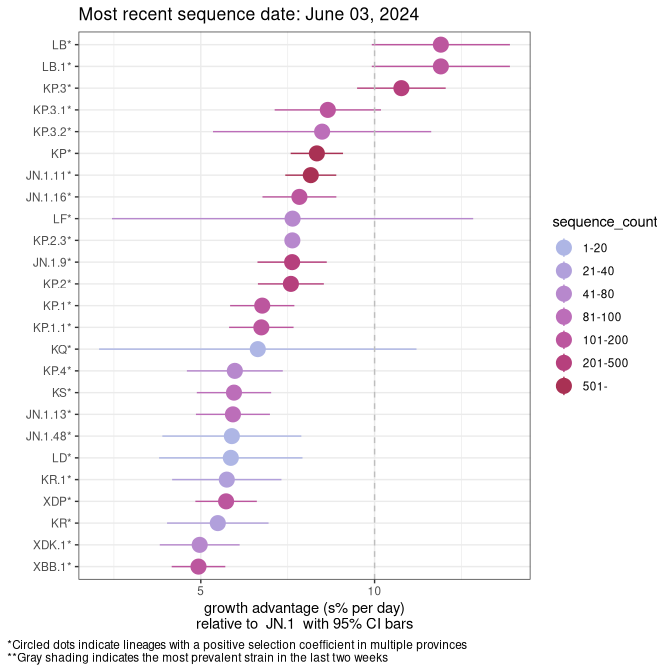 Most recent sequence date: June 03, 2024
LB*
LB.1*
KP.3*
KP.3.1*
KP.3.2*
KP*
JN.1.11*
JN.1.16*
LF*
KP.2.3*
JN.1.9*
KP.2*
KP.1*
KP.1.1*
KQ*
KP.4*
KS*
JN.1.13*
JN.1.48*
LD*
KR.1*
XDP*
KR*
XDK.1*
XBB.1*
5 10
growth advantage (s% per day)
relative to JN.1 with 95% CI bars
sequence_count
1-20
21-40
41-80
81-100
101-200
201-500
501-
*Circled dots indicate lineages with a positive selection coefficient in multiple provinces
**Gray shading indicates the most prevalent strain in the last two weeks